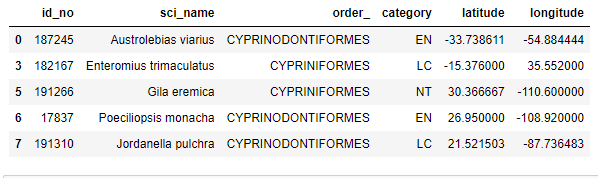 id_no sci_name order_ category latitude longitude
0 187245 Austrolebias viarius CYPRINODONTIFORMES EN -33.738611 -54.884444
3 182167 Enteromius trimaculatus CYPRINIFORMES LC -15.376000 35.552000
5 191266 Gila eremica CYPRINIFORMES NT 30.366667 -110.600000
6 17837 Poeciliopsis monacha CYPRINODONTIFORMES EN 26.950000 -108.920000
7 191310 Jordanella pulchra CYPRINODONTIFORMES LC 21.521503 -87.736483